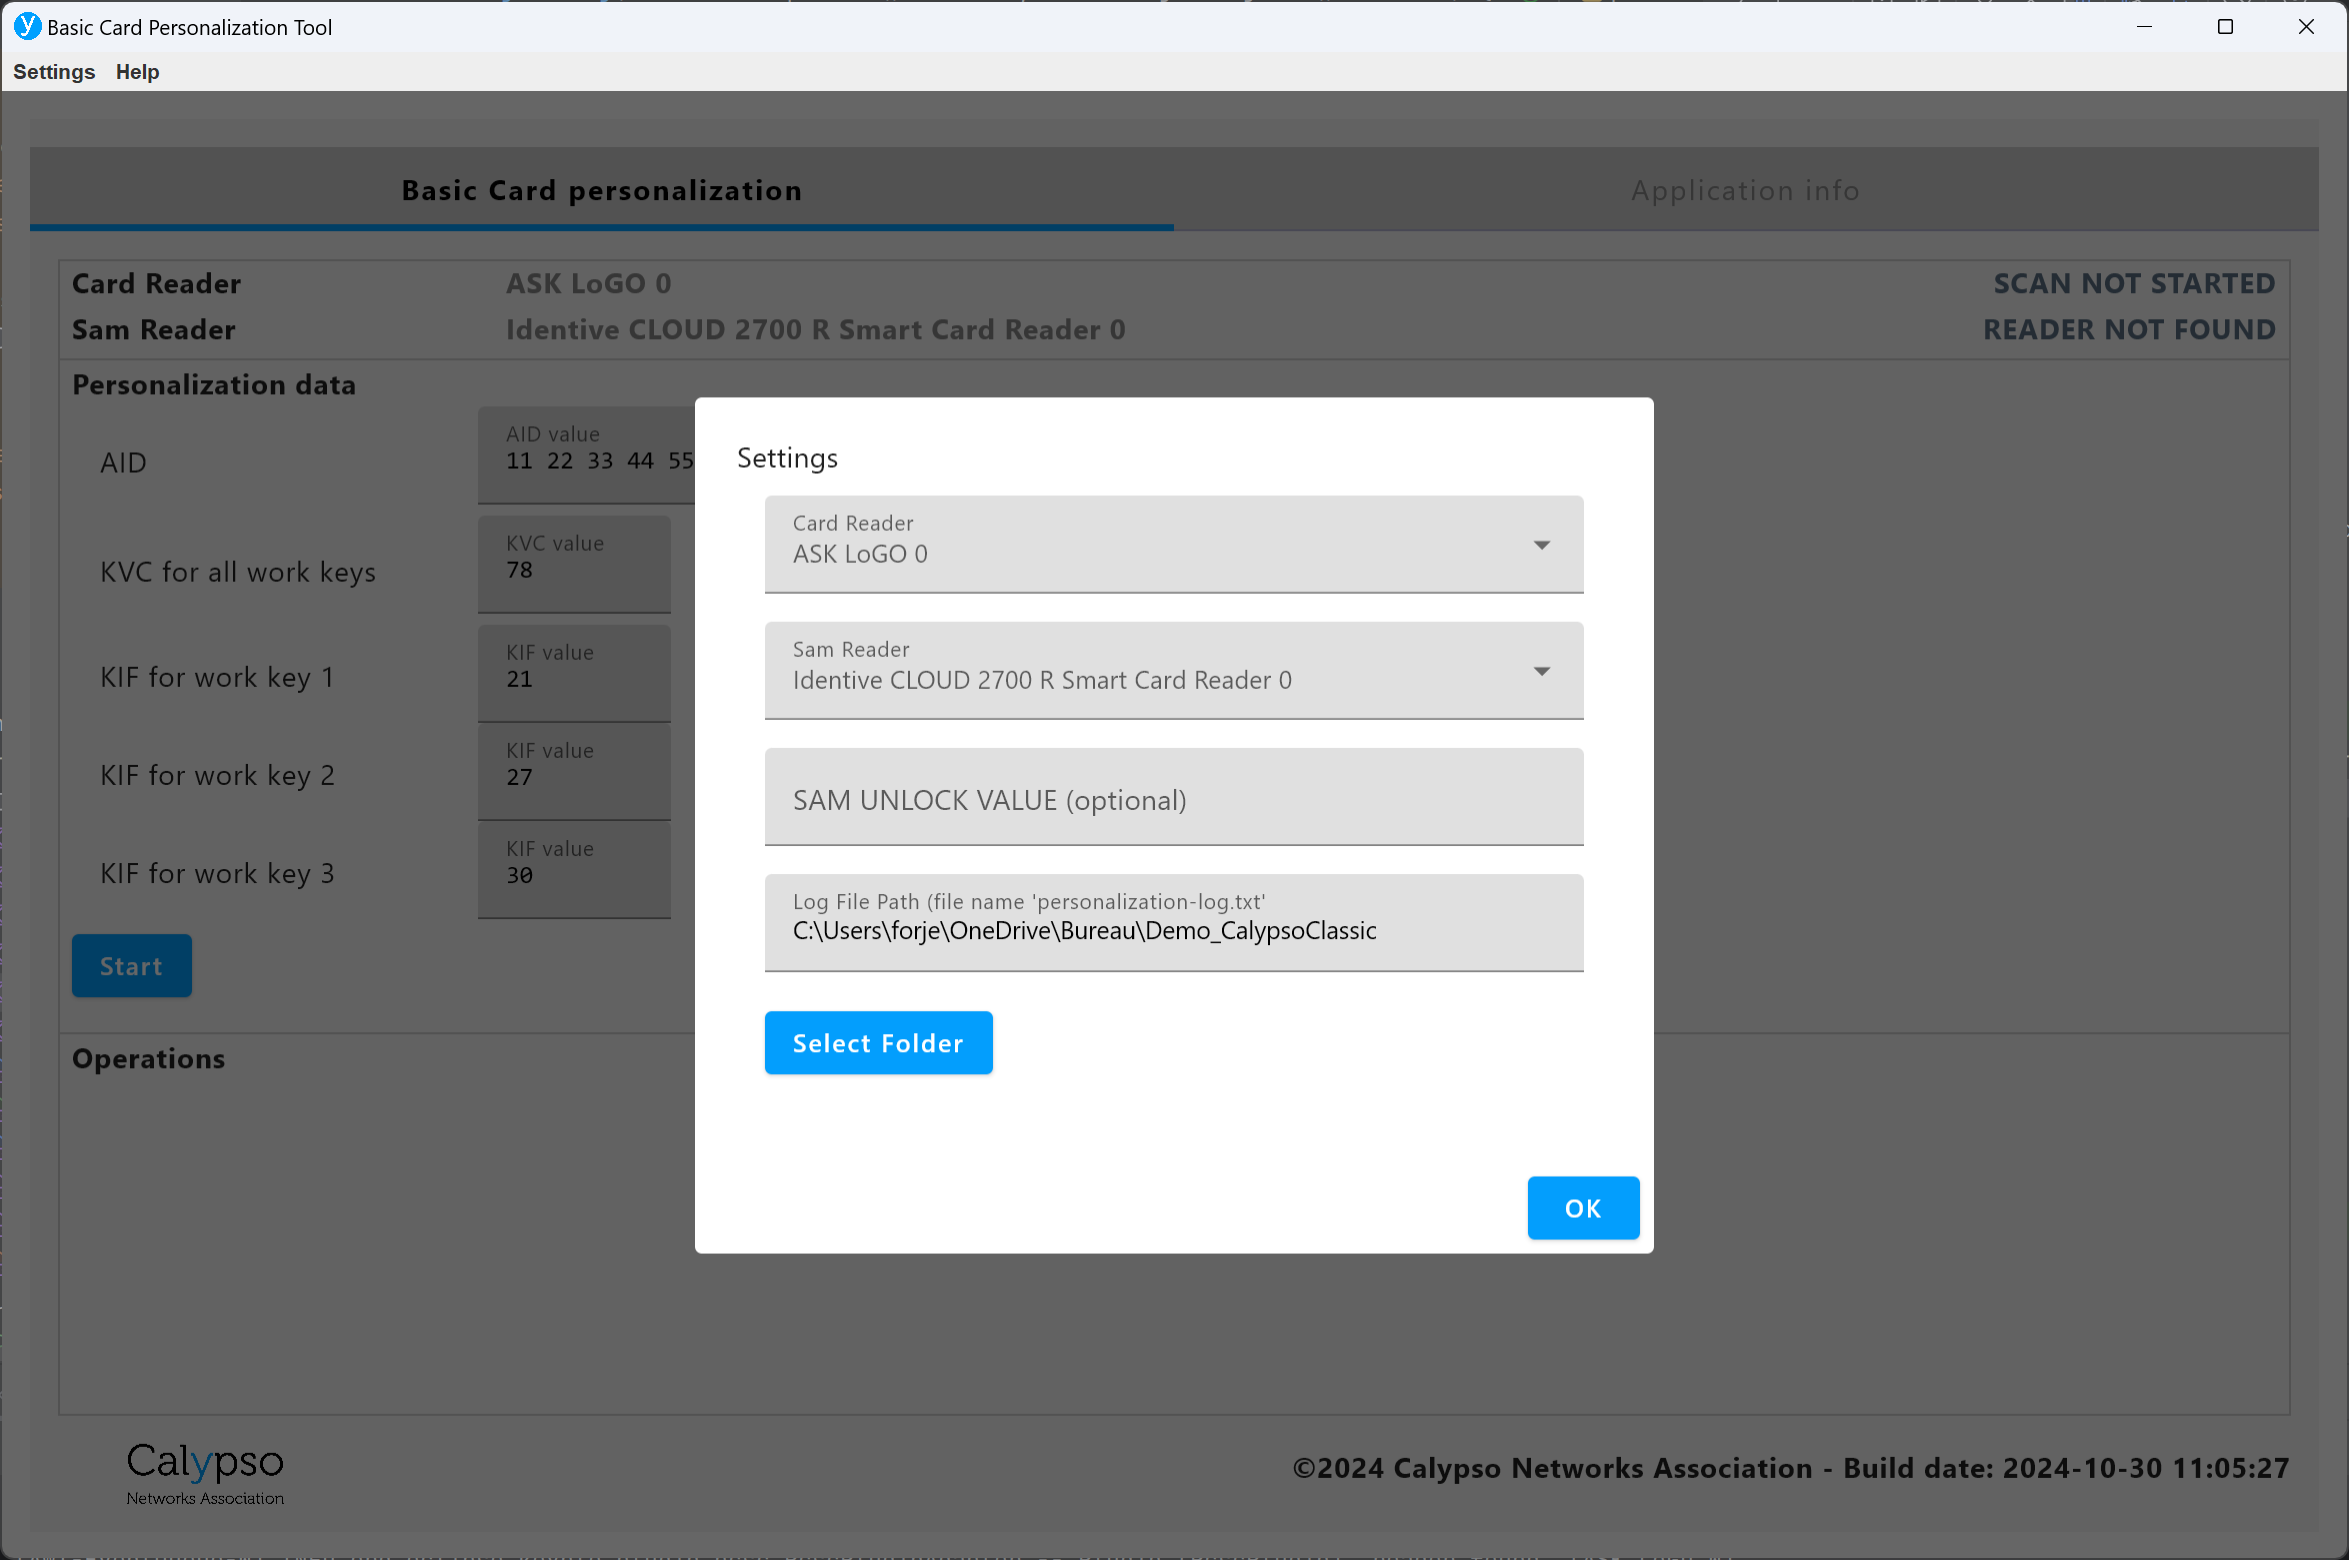 Basic Card Personalization Tool
Settings Help
Basic Card personalization Application info
Card Reader ASK LoGO 0 SCAN NOT STARTED
Sam Reader Identive CLOUD 2700 R Smart Card Reader 0 READER NOT FOUND
Personalization data
AID
AID value
11 22 33 44 55
KVC for all work keys
KVC value
78
KIF for work key 1
KIF value
21
KIF for work key 2
KIF value
27
KIF for work key 3
KIF value
30
Start
Operations
Settings
Card Reader
ASK LoGO 0
Sam Reader
Identive CLOUD 2700 R Smart Card Reader 0
SAM UNLOCK VALUE (optional)
Log File Path (file name 'personalization-log.txt'
C:\Users\forje\OneDrive\Bureau\Demo_CalypsoClassic
Select Folder
OK
Calypso
Networks Association
©2024 Calypso Networks Association - Build date: 2024-10-30 11:05:27